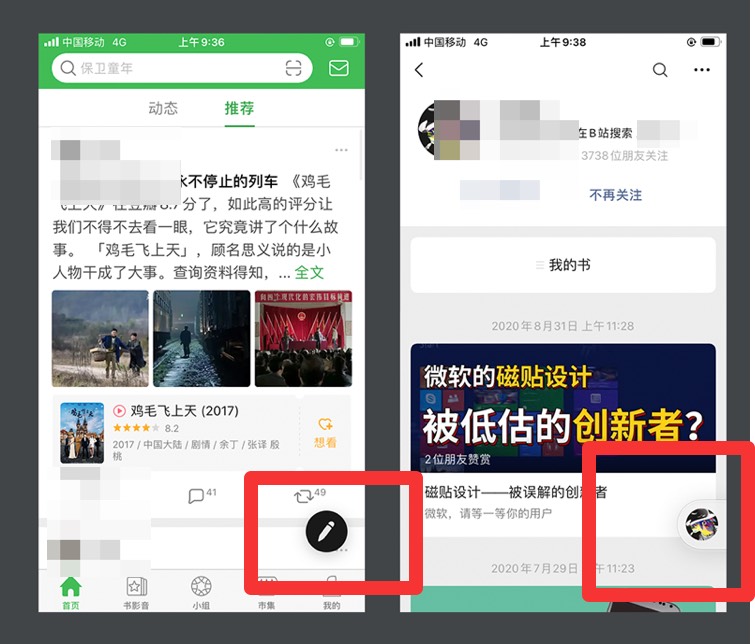 中国移动 4G 上午9:36
保卫童年
动态 推荐
永不停止的列车 《鸡毛
飞上天》在豆瓣8.7分了，如此高的评分让
我们不得不去看一眼，它究竟讲了个什么故
事。 「鸡毛飞上天」，顾名思义说的是小
人物干成了大事。查询资料得知，... 全文
鸡毛飞上天 (2017)
8.2
2017 / 中国大陆 / 剧情 / 余丁 / 张译 殷
桃
想看
41 49
首页 书影音 小组 市集 我的
中国移动 4G 上午9:38
在B站搜索
3738位朋友关注
不再关注
我的书
2020年8月31日 上午11:28
微软的磁贴设计
被低估的创新者？
2位朋友赞赏
磁贴设计——被误解的创新者
微软，请等一等你的用户
2020年7月29日 上午11:23